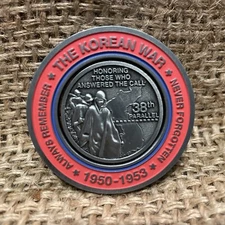 THE KOREAN WAR
ALWAYS REMEMBER
NEVER FORGOTTEN
HONORING
THOSE WHO
ANSWERED THE CALL
38th
PARALLEL
1950-1953